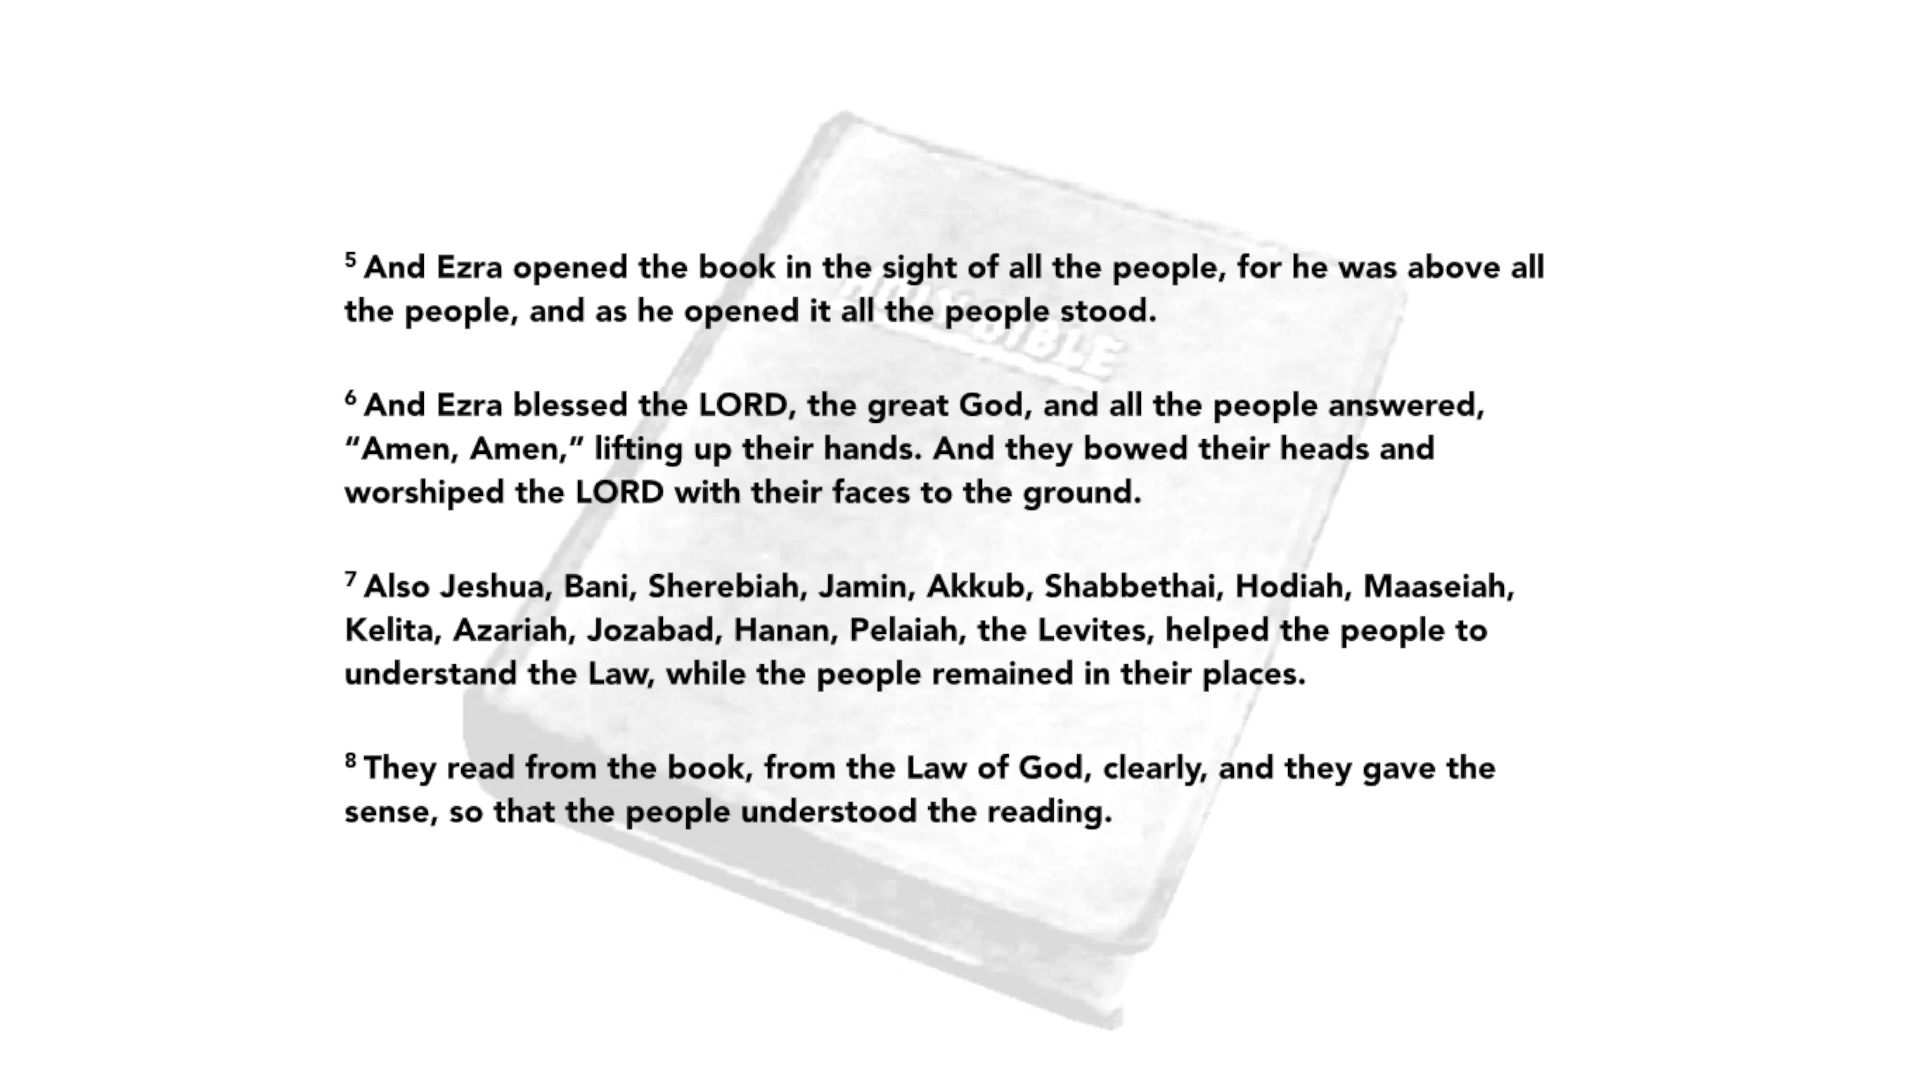 5 And Ezra opened the book in the sight of all the people, for he was above all
the people, and as he opened it all the people stood.
6 And Ezra blessed the LORD, the great God, and all the people answered,
“Amen, Amen,” lifting up their hands. And they bowed their heads and
worshiped the LORD with their faces to the ground.
7 Also Jeshua, Bani, Sherebiah, Jamin, Akkub, Shabbethai, Hodiah, Maaseiah,
Kelita, Azariah, Jozabad, Hanan, Pelaiah, the Levites, helped the people to
understand the Law, while the people remained in their places.
8 They read from the book, from the Law of God, clearly, and they gave the
sense, so that the people understood the reading.
HOLY BIBLE